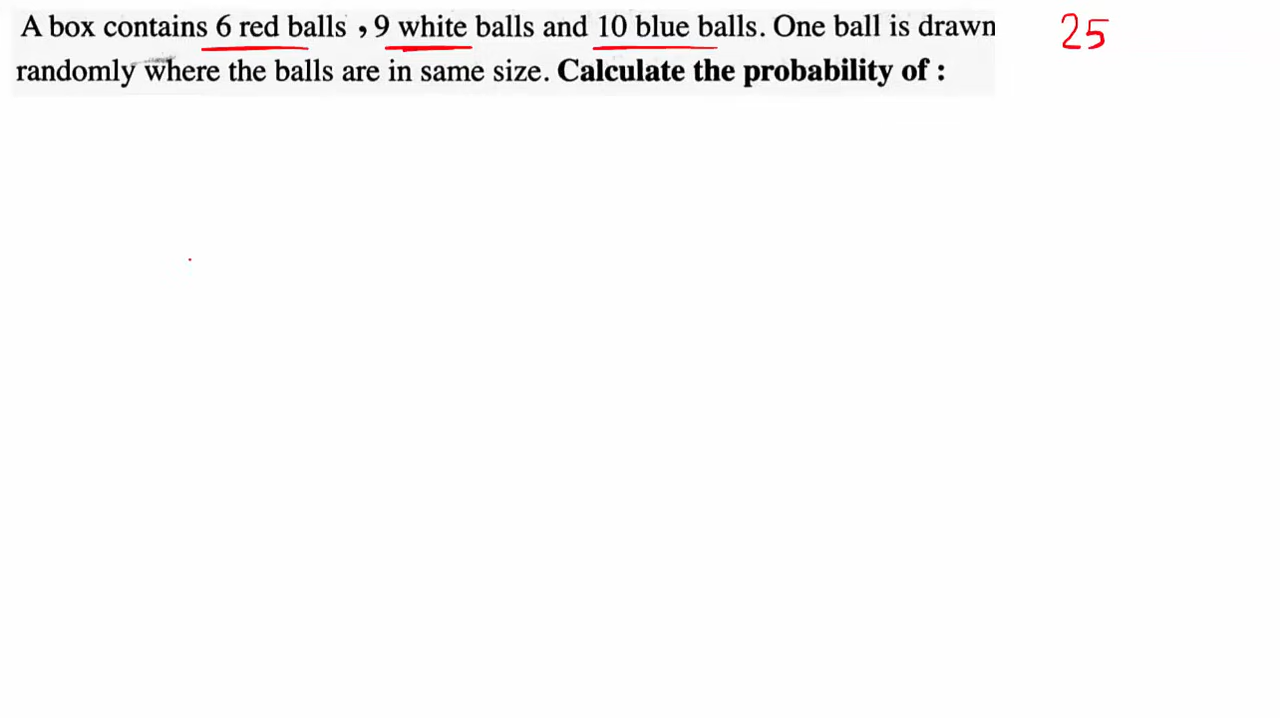 A box contains 6 red balls , 9 white balls and 10 blue balls. One ball is drawn 25
randomly where the balls are in same size. Calculate the probability of :